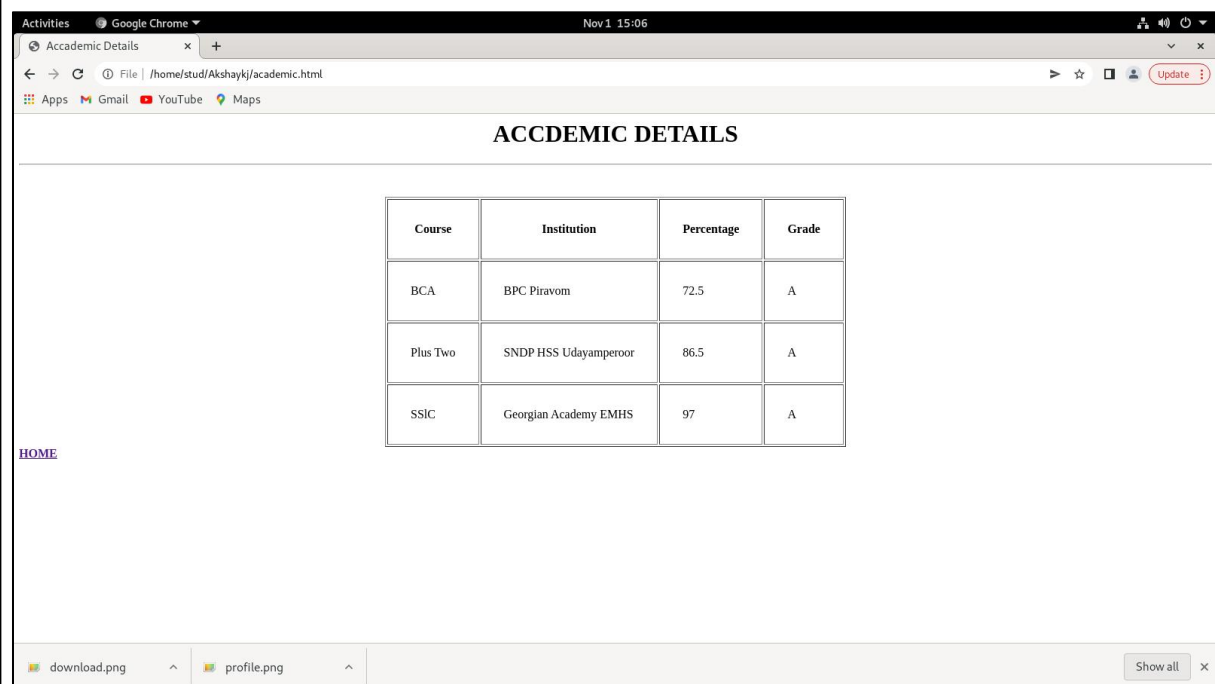 Activities Google Chrome Nov 1 15:06
Accademic Details
File /home/stud/Akshaykj/academic.html Update
Apps Gmail YouTube Maps
ACCDEMIC DETAILS
Course Institution Percentage Grade
BCA BPC Piravom 72.5 A
Plus Two SNDP HSS Udayamperoor 86.5 A
SSlC Georgian Academy EMHS 97 A
HOME
download.png profile.png Show all